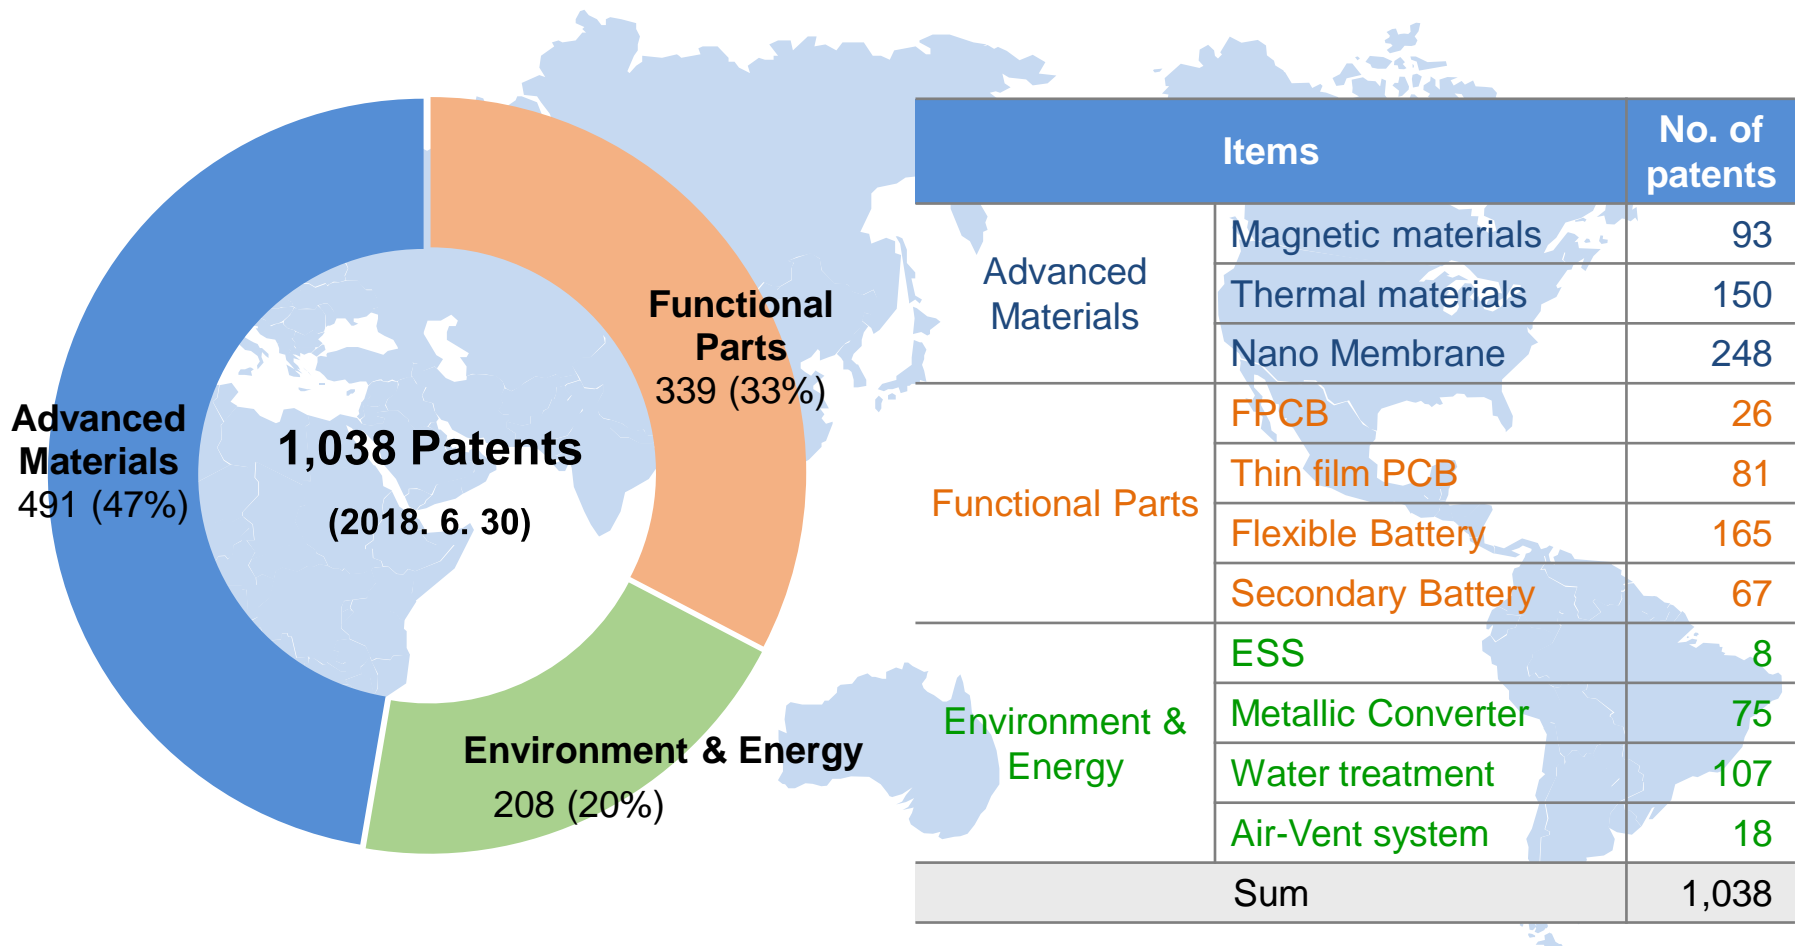 Functional
Parts
339 (33%)
Advanced
Materials
491 (47%)
1,038 Patents
(2018. 6. 30)
Environment & Energy
208 (20%)
Items
No. of
patents
Advanced
Materials
Magnetic materials 93
Thermal materials 150
Nano Membrane 248
Functional Parts
FPCB 26
Thin film PCB 81
Flexible Battery 165
Secondary Battery 67
Environment &
Energy
ESS 8
Metallic Converter 75
Water treatment 107
Air-Vent system 18
Sum 1,038